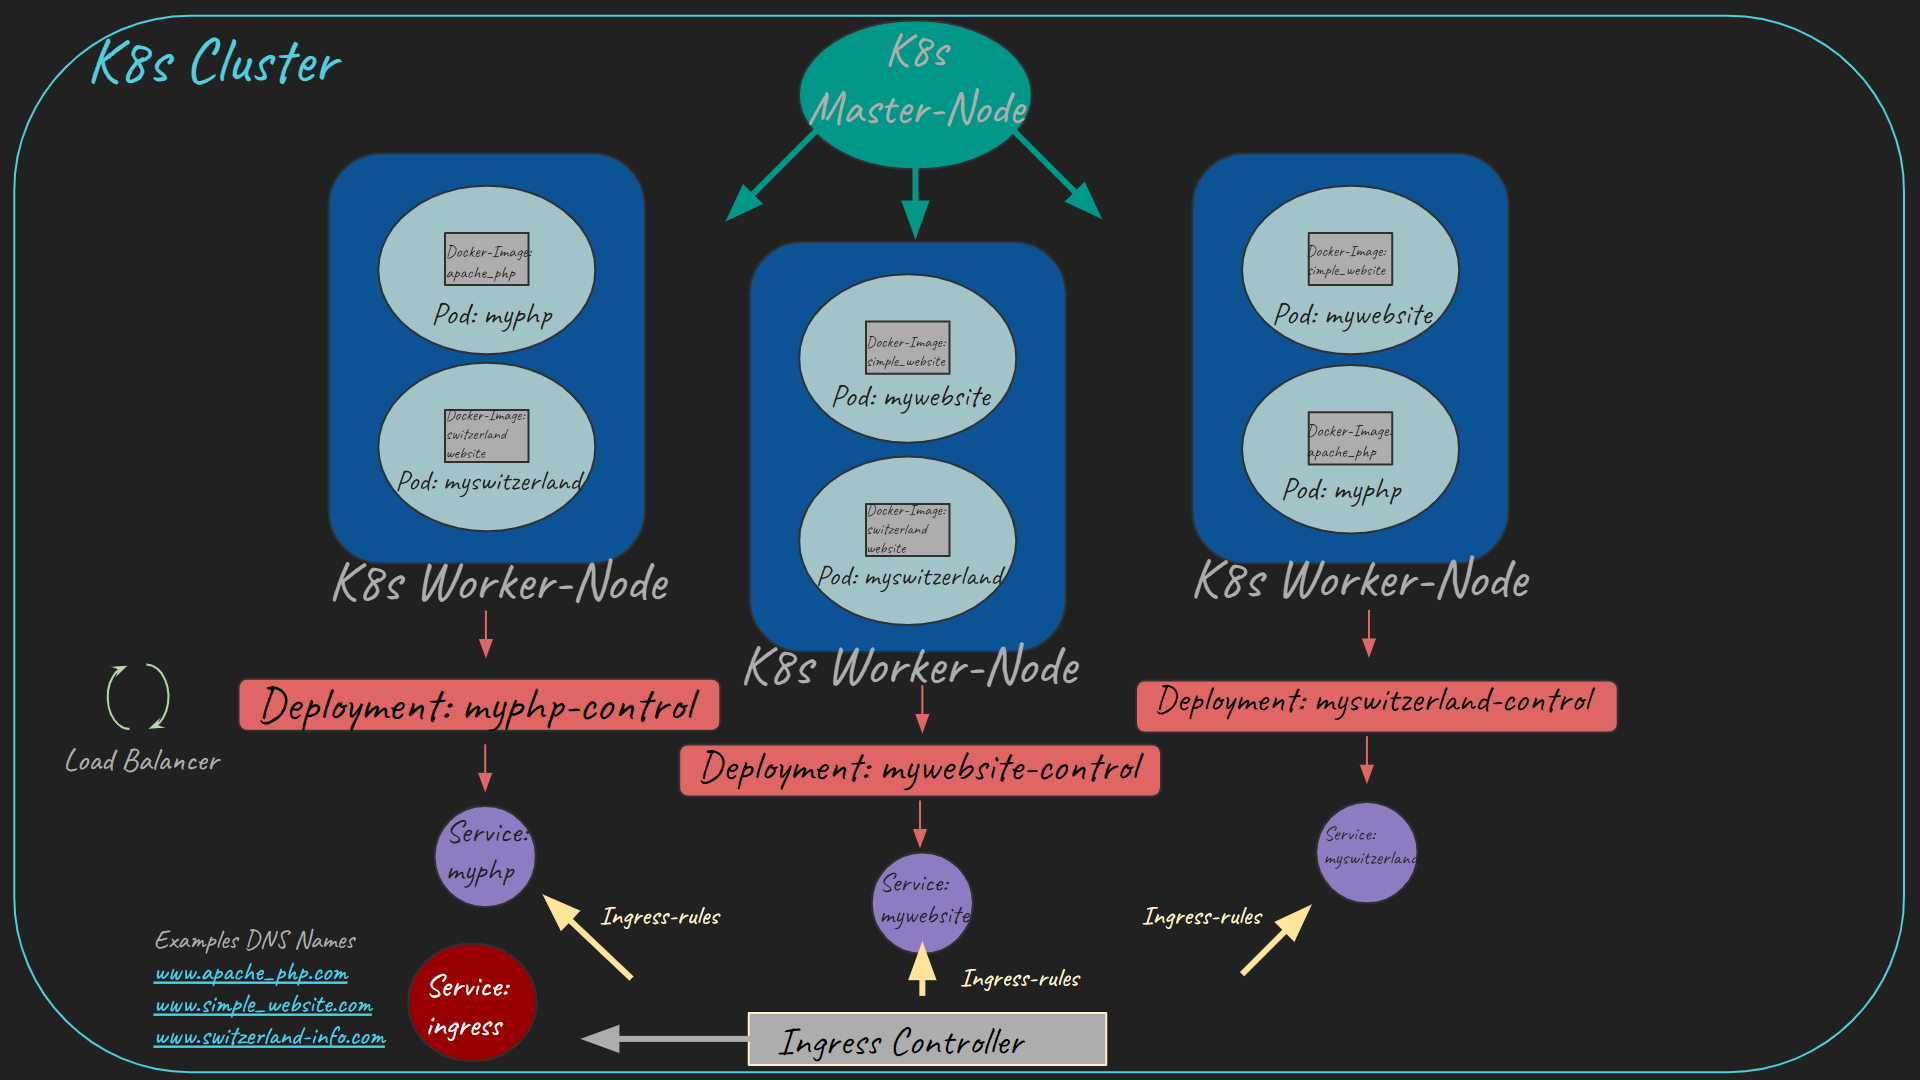 K8s Cluster
K8s
Master-Node
Docker-Image:
apache_php
Pod: myphp
Docker-Image:
switzerland
website
Pod: myswitzerland
K8s Worker-Node
Docker-Image:
simple_website
Pod: mywebsite
Docker-Image:
switzerland
website
Pod: myswitzerland
K8s Worker-Node
Docker-Image:
simple_website
Pod: mywebsite
Docker-Image:
apache_php
Pod: myphp
K8s Worker-Node
Load Balancer
Deployment: myphp-control
Deployment: mywebsite-control
Deployment: myswitzerland-control
Service:
myphp
Service:
mywebsite
Service:
myswitzerland
Ingress-rules
Ingress-rules
Ingress-rules
Examples DNS Names
www.apache_php.com
www.simple_website.com
www.switzerland-info.com
Service:
ingress
Ingress Controller